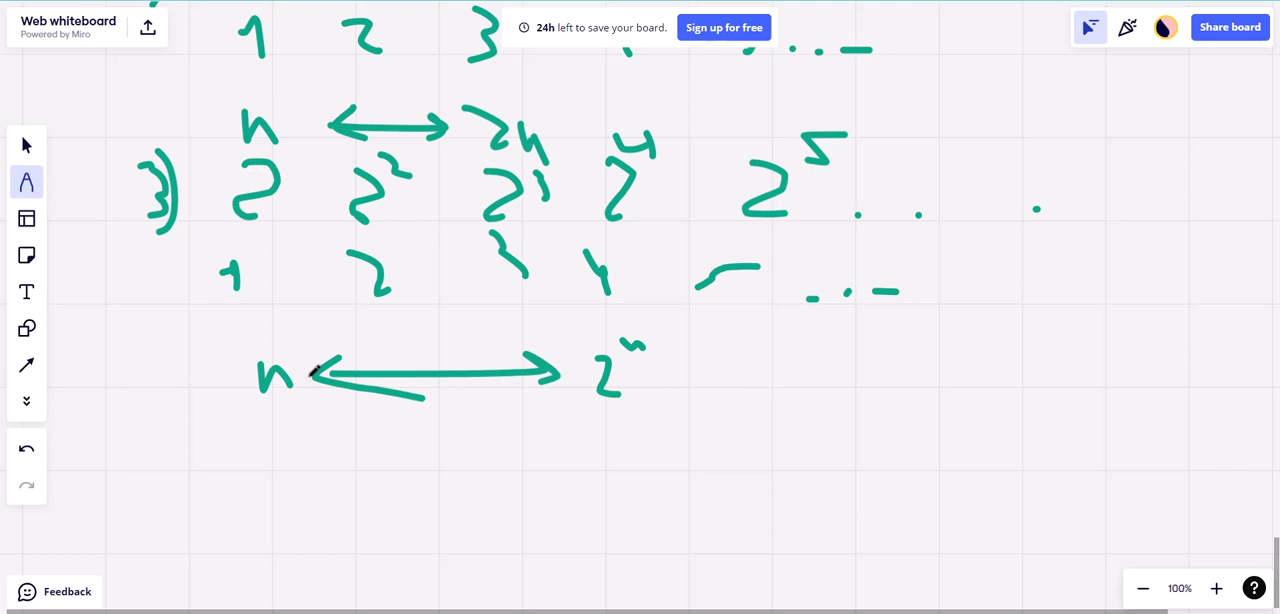 Web whiteboard
Powered by Miro
24h left to save your board.
Sign up for free
Share board
1 2 3
n ⟷ 2n
3) 2 2² 2³ 2⁴ 2⁵ . . .
1 2 3 4 5 ...
n ⟷ 2ⁿ
Feedback
100%
?